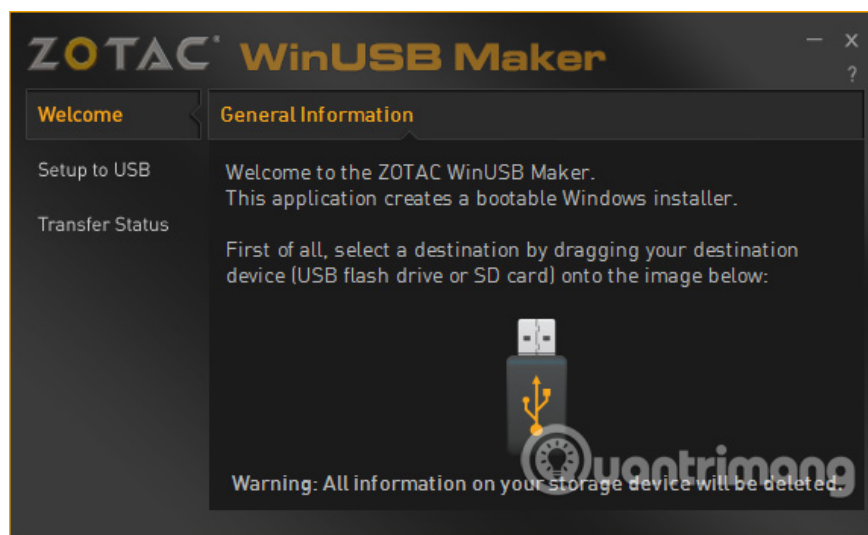 ZOTAC® WinUSB Maker
?
Welcome
General Information
Setup to USB
Transfer Status
Welcome to the ZOTAC WinUSB Maker.
This application creates a bootable Windows installer.
First of all, select a destination by dragging your destination
device (USB flash drive or SD card) onto the image below:
Quantrimang
Warning: All information on your storage device will be deleted.